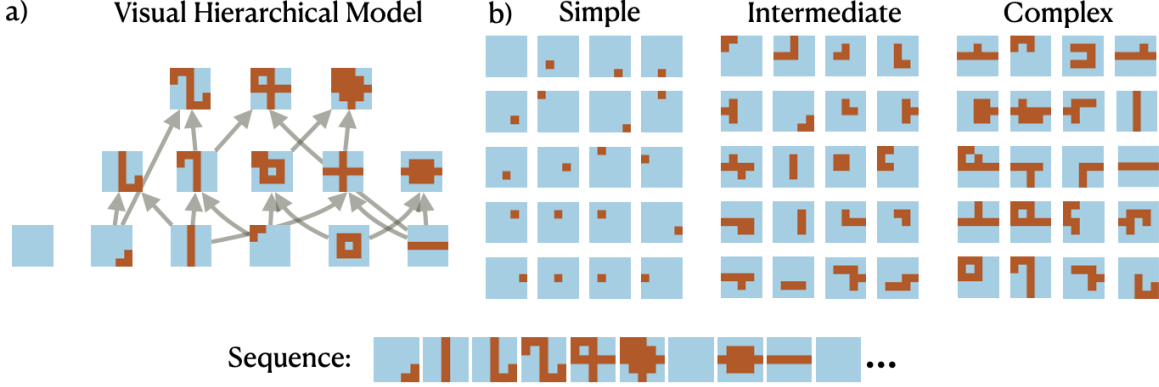 a)
Visual Hierarchical Model
b)
Simple
Intermediate
Complex
Sequence:
...